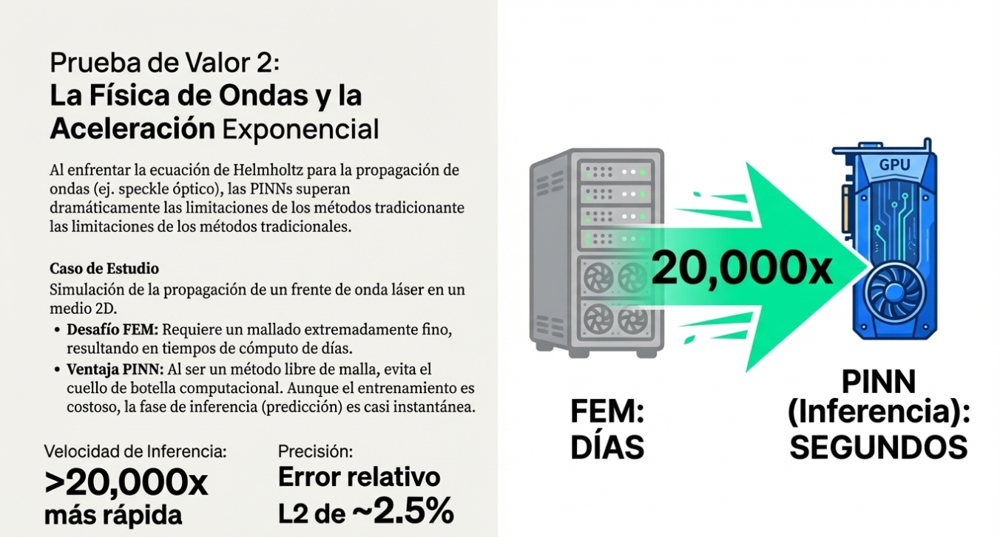 Prueba de Valor 2:
La Física de Ondas y la
Aceleración Exponencial
Al enfrentar la ecuación de Helmholtz para la propagación de
ondas (ej. speckle óptico), las PINNs superan
dramáticamente las limitaciones de los métodos tradicionante
las limitaciones de los métodos tradicionales.
Caso de Estudio
Simulación de la propagación de un frente de onda láser en un
medio 2D.
• Desafío FEM: Requiere un mallado extremadamente fino,
resultando en tiempos de cómputo de días.
• Ventaja PINN: Al ser un método libre de malla, evita el
cuello de botella computacional. Aunque el entrenamiento es
costoso, la fase de inferencia (predicción) es casi instantánea.
Velocidad de Inferencia:
>20,000x
más rápida
Precisión:
Error relativo
L2 de ~2.5%
20,000x
GPU
FEM:
DÍAS
PINN
(Inferencia):
SEGUNDOS